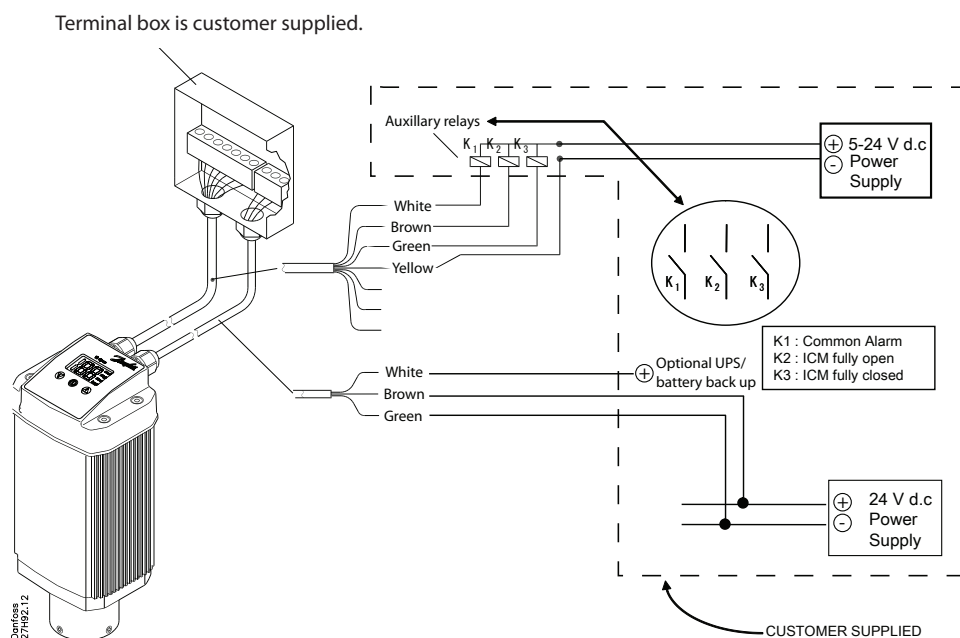 Terminal box is customer supplied.
Auxillary relays
K1 K2 K3
5-24 V d.c
Power
Supply
White
Brown
Green
Yellow
K1 K2 K3
K1 : Common Alarm
K2 : ICM fully open
K3 : ICM fully closed
White
Brown
Green
Optional UPS/
battery back up
24 V d.c
Power
Supply
Danfoss
27H92.12
CUSTOMER SUPPLIED